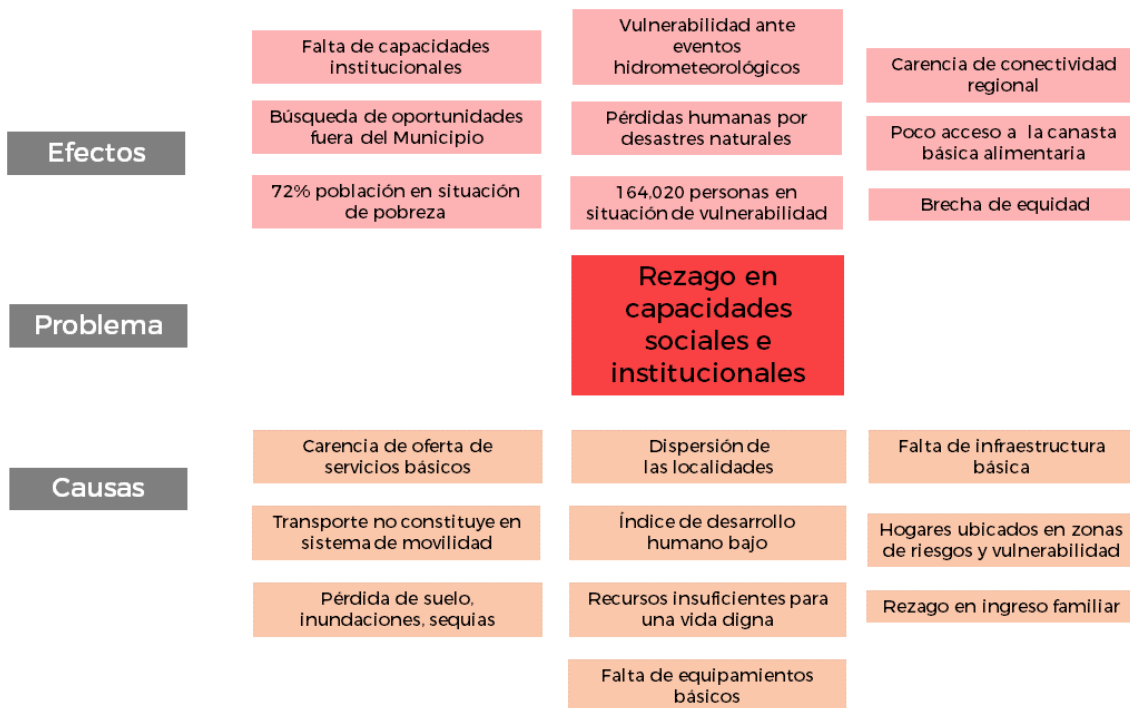 Efectos
Falta de capacidades
institucionales
Vulnerabilidad ante
eventos
hidrometeorológicos
Carencia de conectividad
regional
Búsqueda de oportunidades
fuera del Municipio
Pérdidas humanas por
desastres naturales
Poco acceso a la canasta
básica alimentaria
72% población en situación
de pobreza
164,020 personas en
situación de vulnerabilidad
Brecha de equidad
Problema
Rezago en
capacidades
sociales e
institucionales
Causas
Carencia de oferta de
servicios básicos
Dispersión de
las localidades
Falta de infraestructura
básica
Transporte no constituye en
sistema de movilidad
Índice de desarrollo
humano bajo
Hogares ubicados en zonas
de riesgos y vulnerabilidad
Pérdida de suelo,
inundaciones, sequias
Recursos insuficientes para
una vida digna
Rezago en ingreso familiar
Falta de equipamientos
básicos